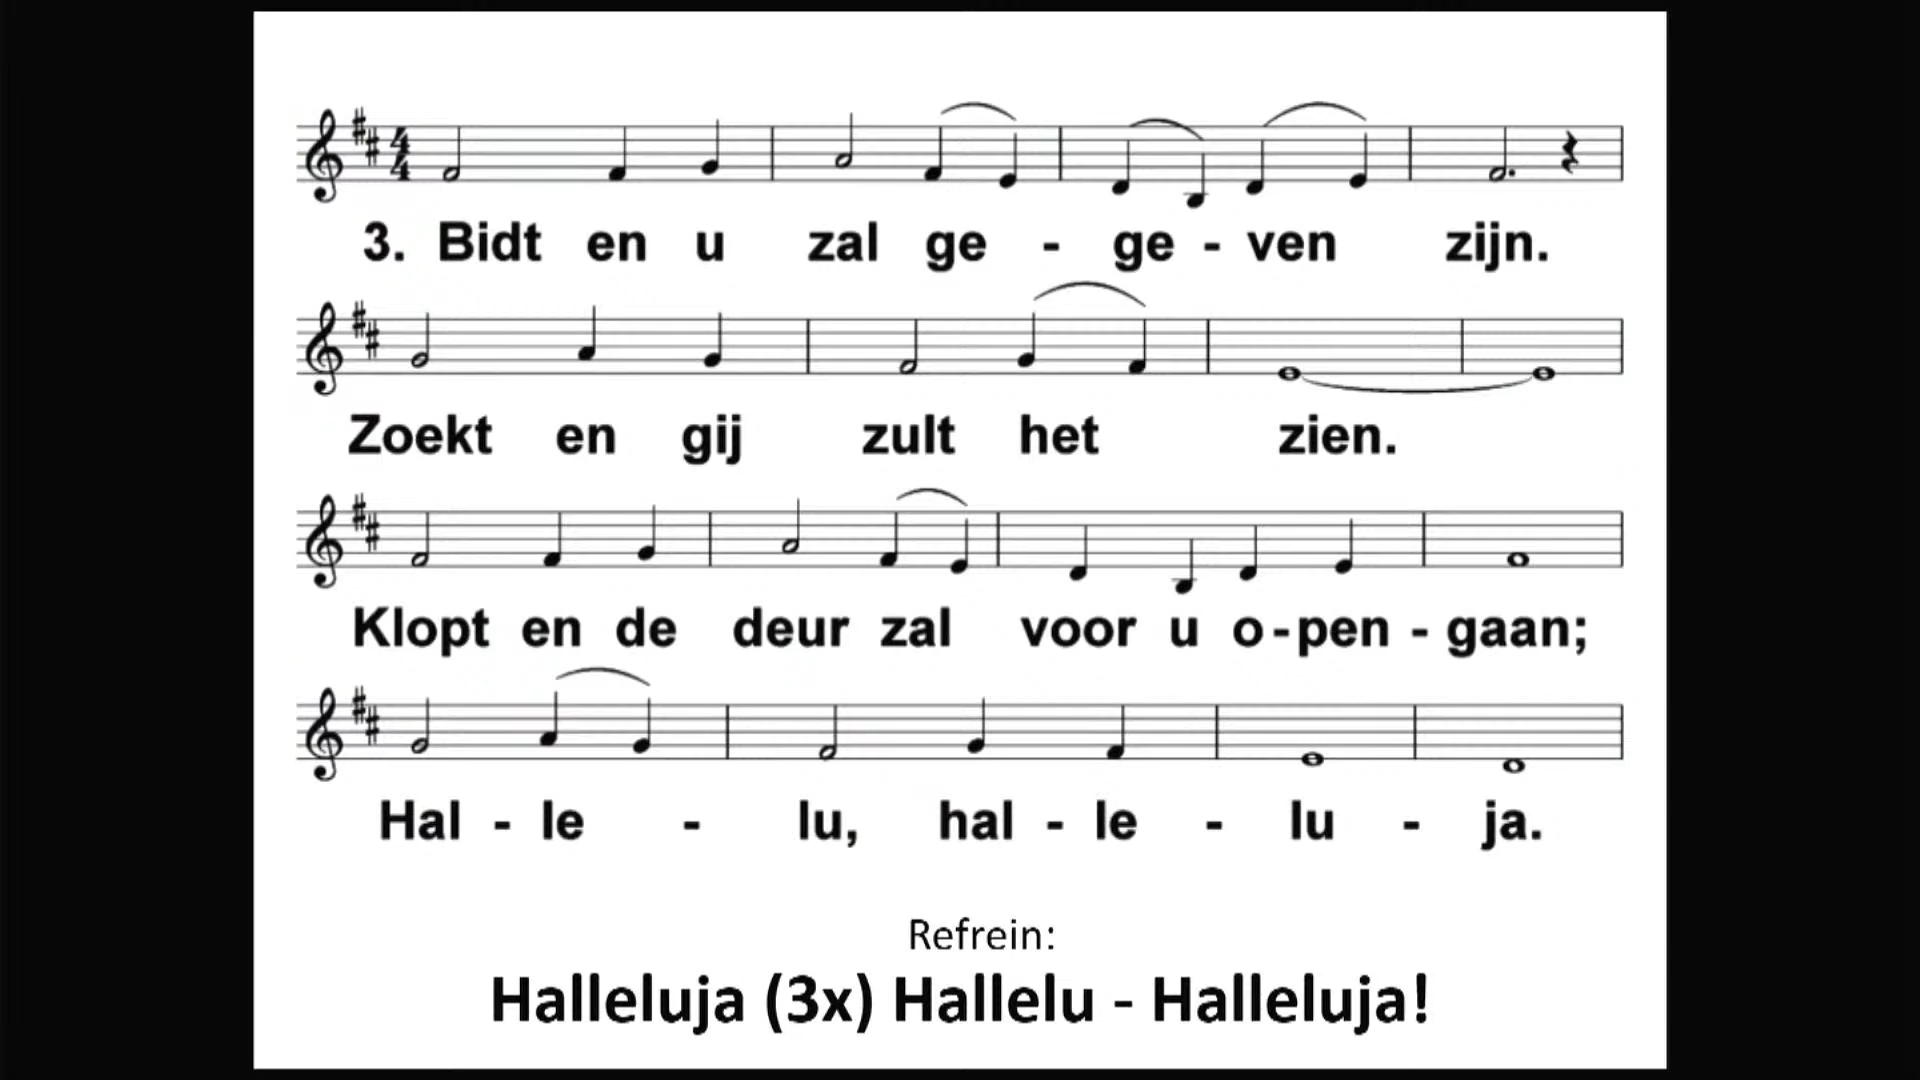 3. Bidt en u zal ge - ge - ven zijn.
Zoekt en gij zult het zien.
Klopt en de deur zal voor u o - pen - gaan;
Hal - le - lu, hal - le - lu - ja.
Refrein:
Halleluja (3x) Hallelu - Halleluja!